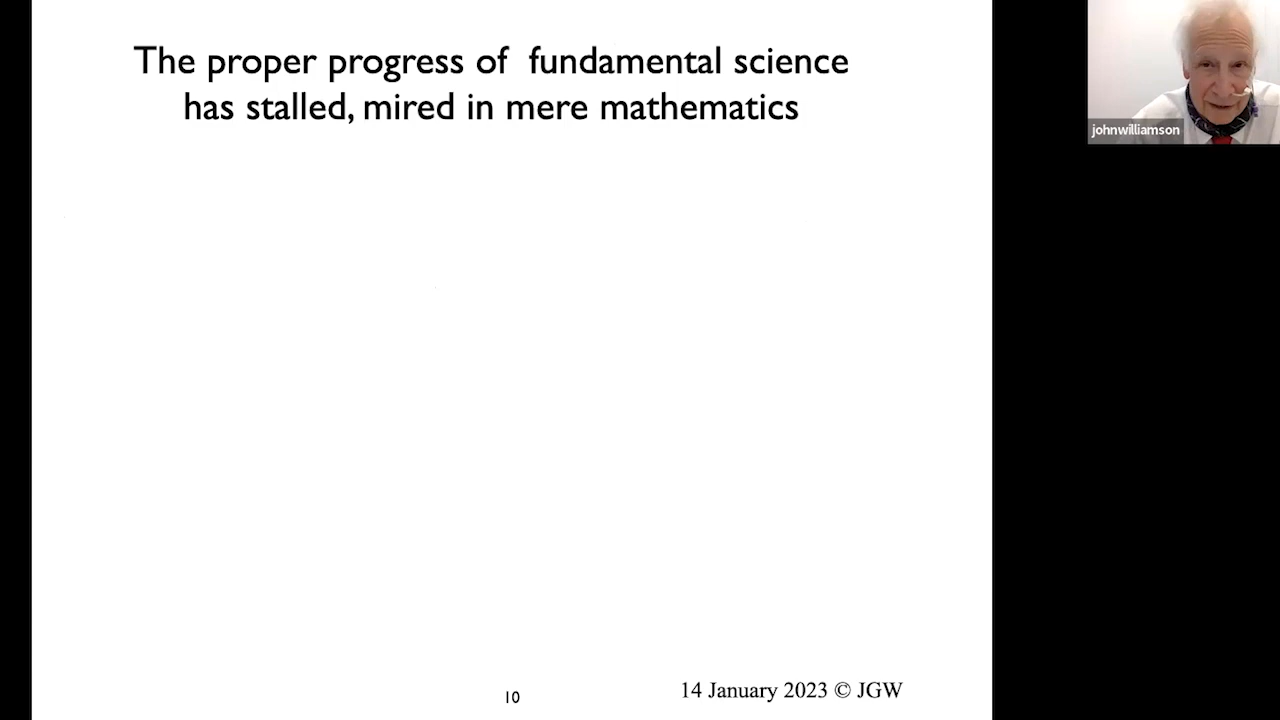 The proper progress of fundamental science
has stalled, mired in mere mathematics
johnwilliamson
10
14 January 2023 © JGW